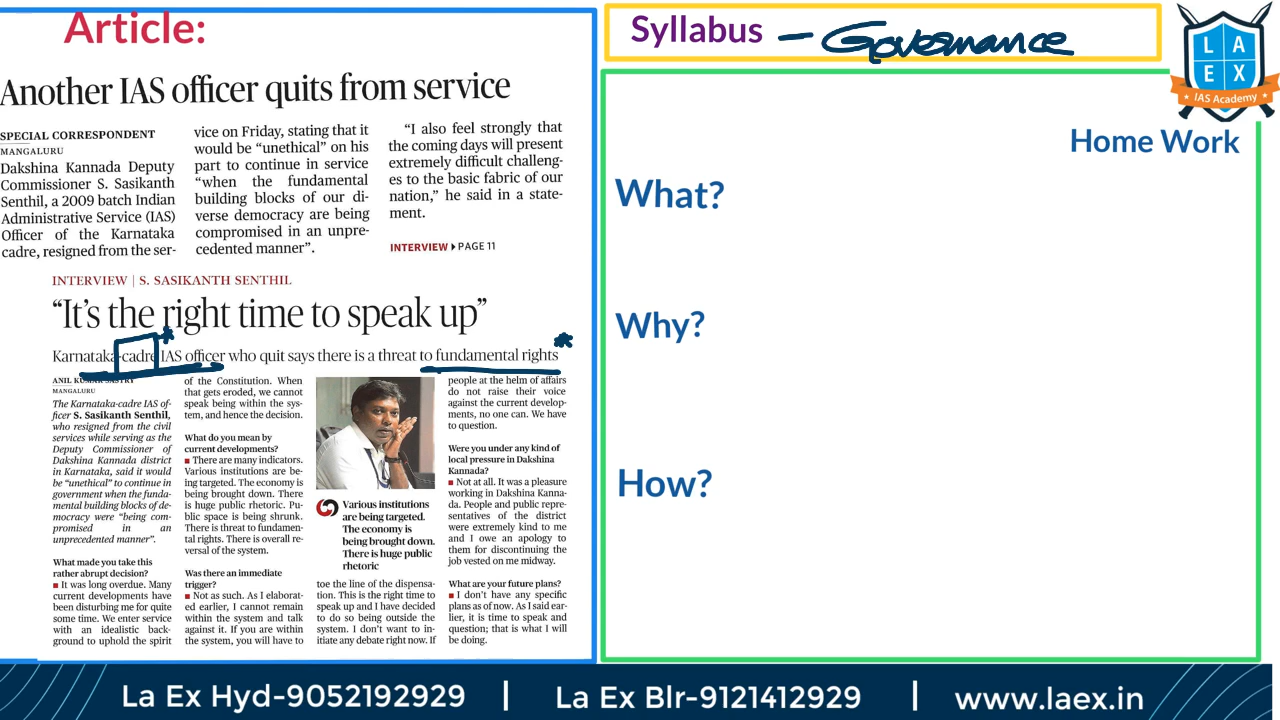 Article:
Another IAS officer quits from service
SPECIAL CORRESPONDENT
MANGALURU
Dakshina Kannada Deputy
Commissioner S. Sasikanth
Senthil, a 2009 batch Indian
Administrative Service (IAS)
Officer of the Karnataka
cadre, resigned from the ser-
vice on Friday, stating that it
would be “unethical” on his
part to continue in service
“when the fundamental
building blocks of our di-
verse democracy are being
compromised in an unpre-
cedented manner”.
“I also feel strongly that
the coming days will present
extremely difficult challeng-
es to the basic fabric of our
nation,” he said in a state-
ment.
INTERVIEW PAGE 11
INTERVIEW | S. SASIKANTH SENTHIL
“It’s the right time to speak up”
Karnataka-cadre IAS officer who quit says there is a threat to fundamental rights
ANIL KUMAR SASTRY
MANGALURU
The Karnataka-cadre IAS of-
ficer S. Sasikanth Senthil,
who resigned from the civil
services while serving as the
Deputy Commissioner of
Dakshina Kannada district
in Karnataka, said it would
be “unethical” to continue in
government when the funda-
mental building blocks of de-
mocracy were “being com-
promised in an
unprecedented manner”.
What made you take this
rather abrupt decision?
It was long overdue. Many
current developments have
been disturbing me for quite
some time. We enter service
with an idealistic back-
ground to uphold the spirit
of the Constitution. When
that gets eroded, we cannot
speak being within the sys-
tem, and hence the decision.
What do you mean by
current developments?
There are many indicators.
Various institutions are be-
ing targeted. The economy is
being brought down. There
is huge public rhetoric. Pu-
blic space is being shrunk.
There is threat to fundamen-
tal rights. There is overall re-
versal of the system.
Was there an immediate
trigger?
Not as such. As I elaborat-
ed earlier, I cannot remain
within the system and talk
against it. If you are within
the system, you will have to
Various institutions
are being targeted.
The economy is
being brought down.
There is huge public
rhetoric
toe the line of the dispensa-
tion. This is the right time to
speak up and I have decided
to do so being outside the
system. I don’t want to in-
itiate any debate right now. If
people at the helm of affairs
do not raise their voice
against the current develop-
ments, no one can. We have
to question.
Were you under any kind of
local pressure in Dakshina
Kannada?
Not at all. It was a pleasure
working in Dakshina Kanna-
da. People and public repre-
sentatives of the district
were extremely kind to me
and I owe an apology to
them for discontinuing the
job vested on me midway.
What are your future plans?
I don’t have any specific
plans as of now. As I said ear-
lier, it is time to speak and
question; that is what I will
be doing.
Syllabus - Governance
L A
E X
IAS Academy
Home Work
What?
Why?
How?
La Ex Hyd-9052192929 | La Ex Blr-9121412929 | www.laex.in